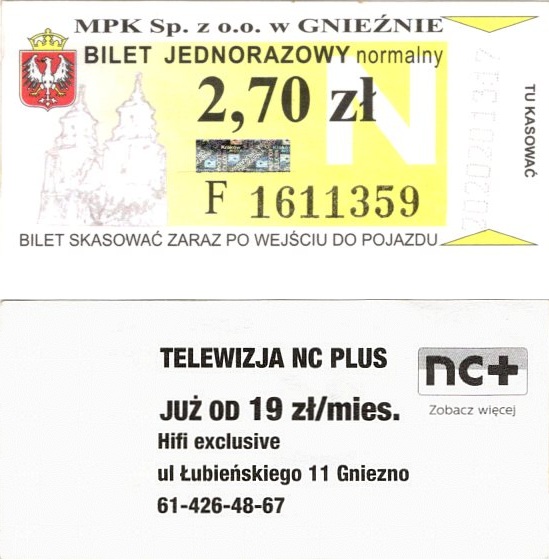 MPK Sp. z o.o. w GNIEŹNIE
BILET JEDNORAZOWY normalny
2,70 zł
N
F 1611359
BILET SKASOWAĆ ZARAZ PO WEJŚCIU DO POJAZDU
TU KASOWAĆ
TELEWIZJA NC PLUS
nc+
JUŻ OD 19 zł/mies.
Zobacz więcej
Hifi exclusive
ul Łubieńskiego 11 Gniezno
61-426-48-67